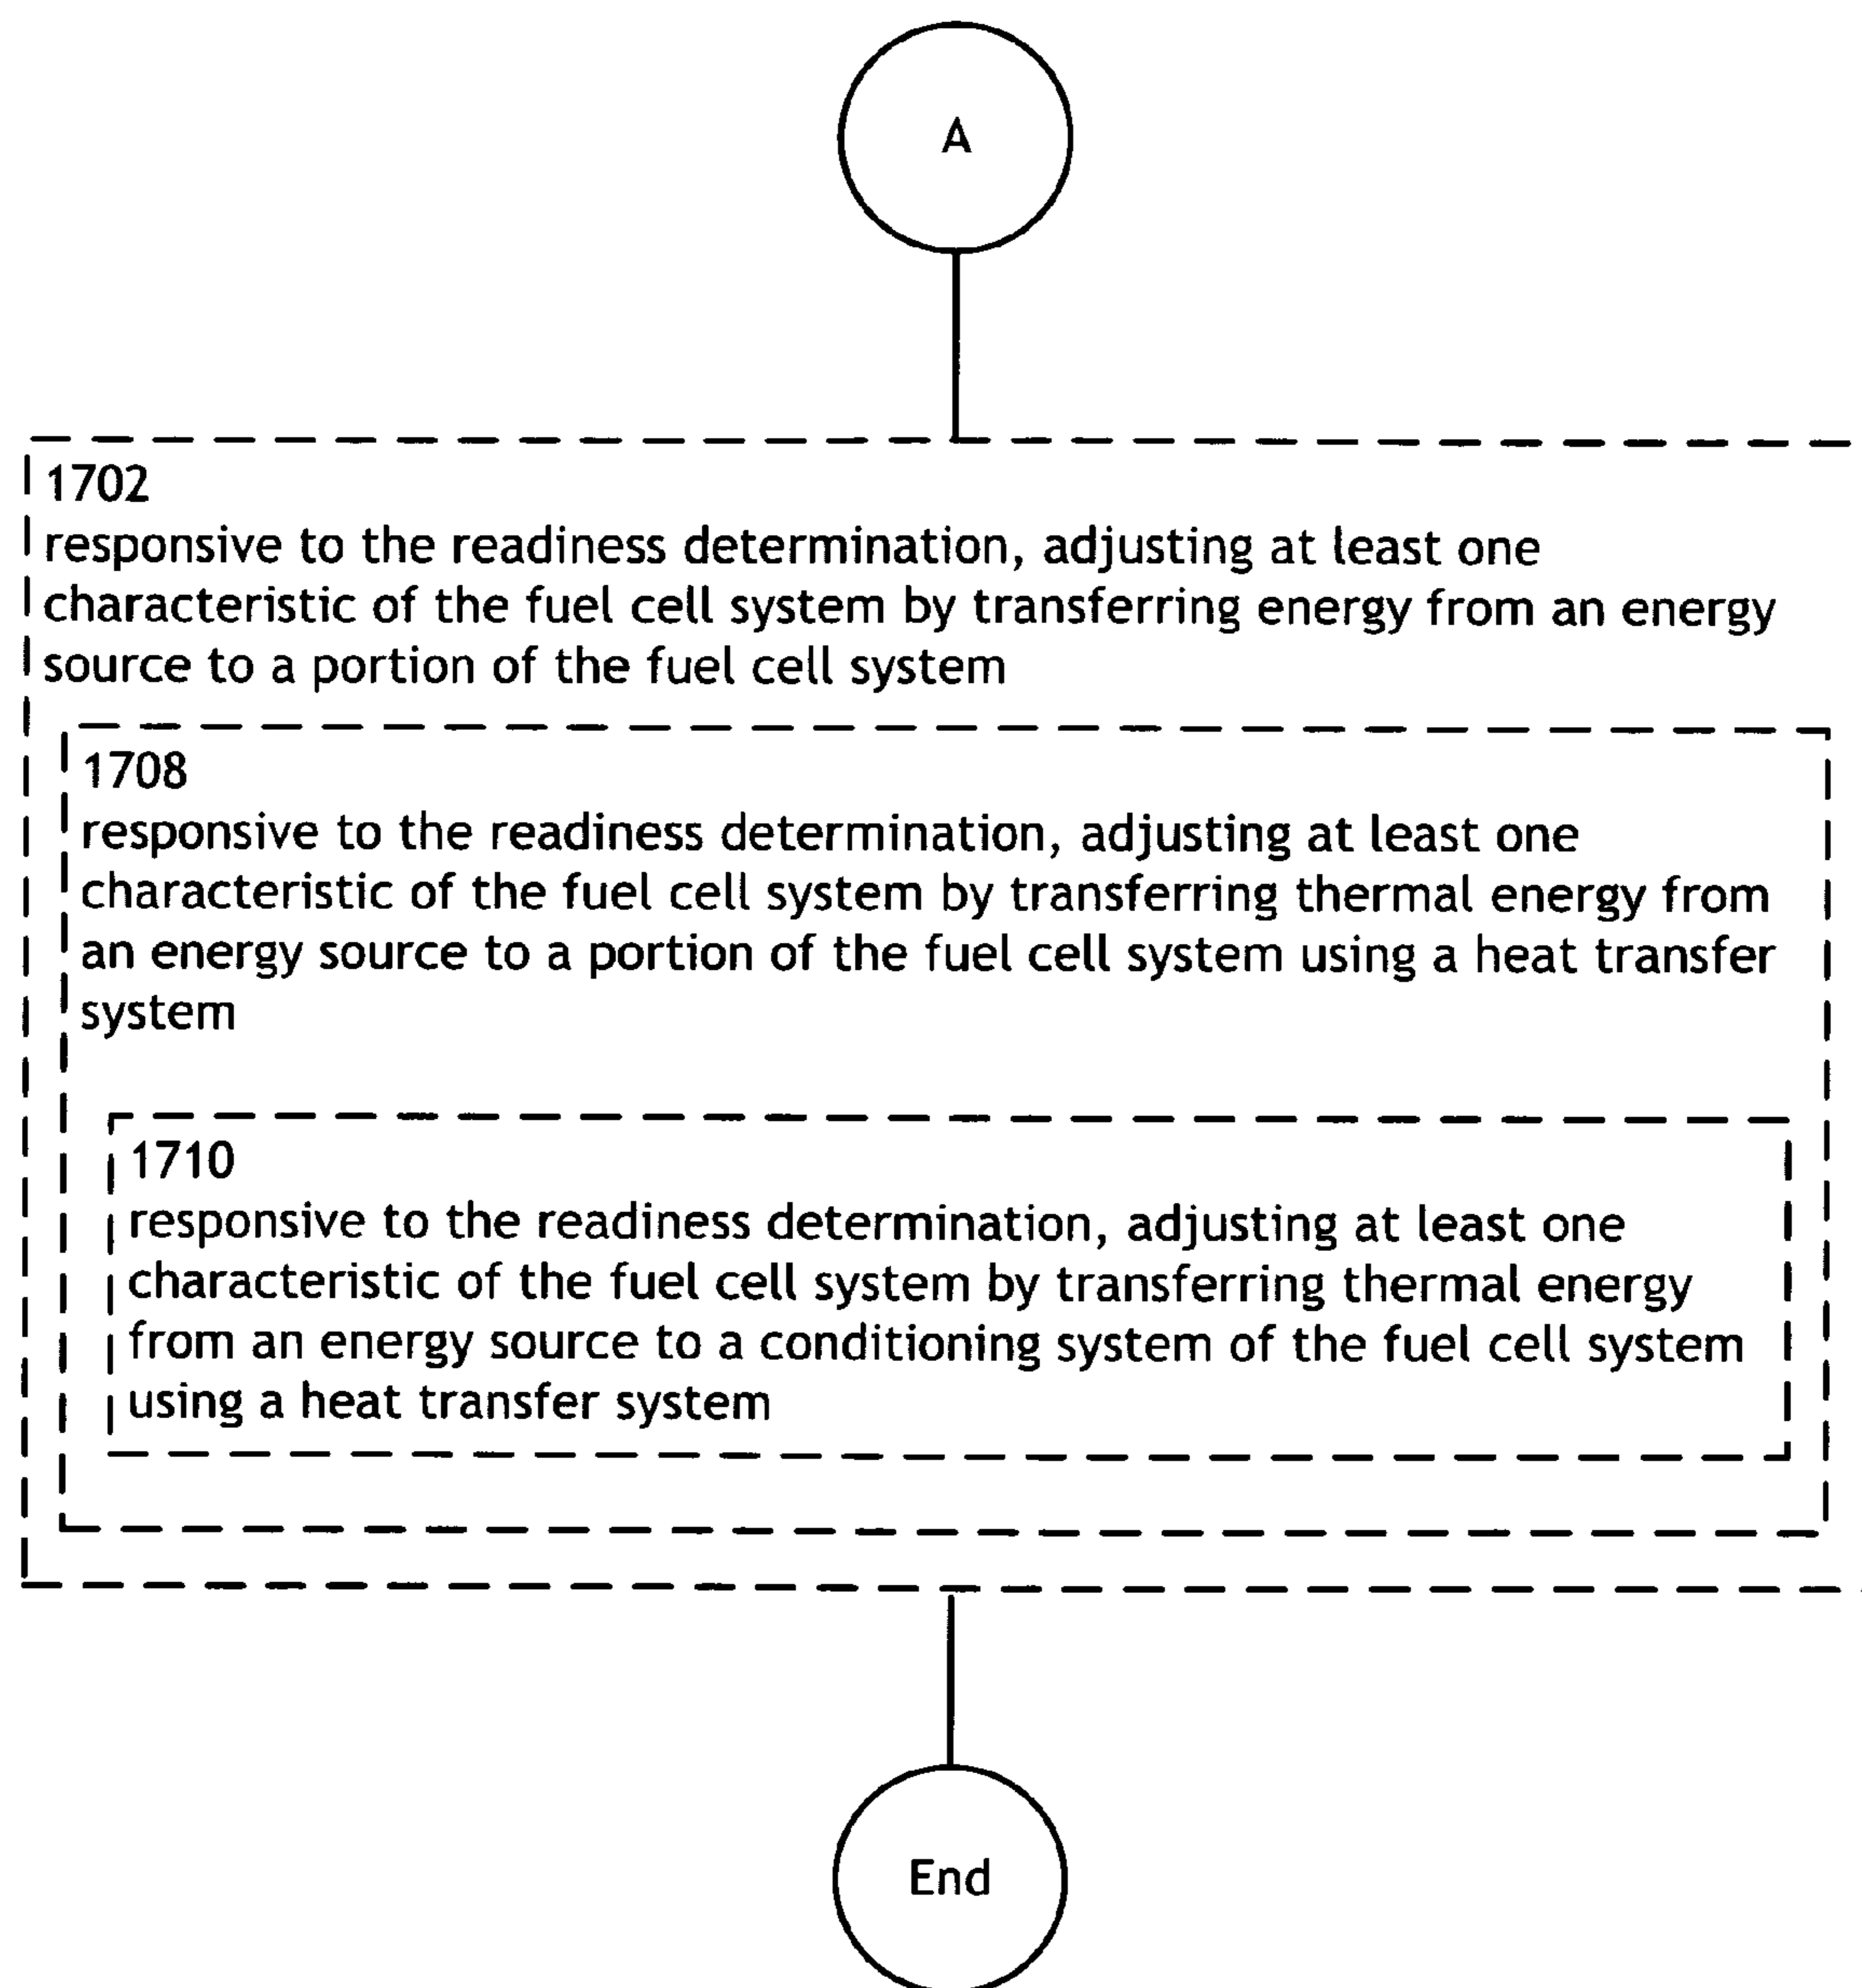 A
1702
responsive to the readiness determination, adjusting at least one
characteristic of the fuel cell system by transferring energy from an energy
source to a portion of the fuel cell system
1708
responsive to the readiness determination, adjusting at least one
characteristic of the fuel cell system by transferring thermal energy from
an energy source to a portion of the fuel cell system using a heat transfer
system
1710
responsive to the readiness determination, adjusting at least one
characteristic of the fuel cell system by transferring thermal energy
from an energy source to a conditioning system of the fuel cell system
using a heat transfer system
End